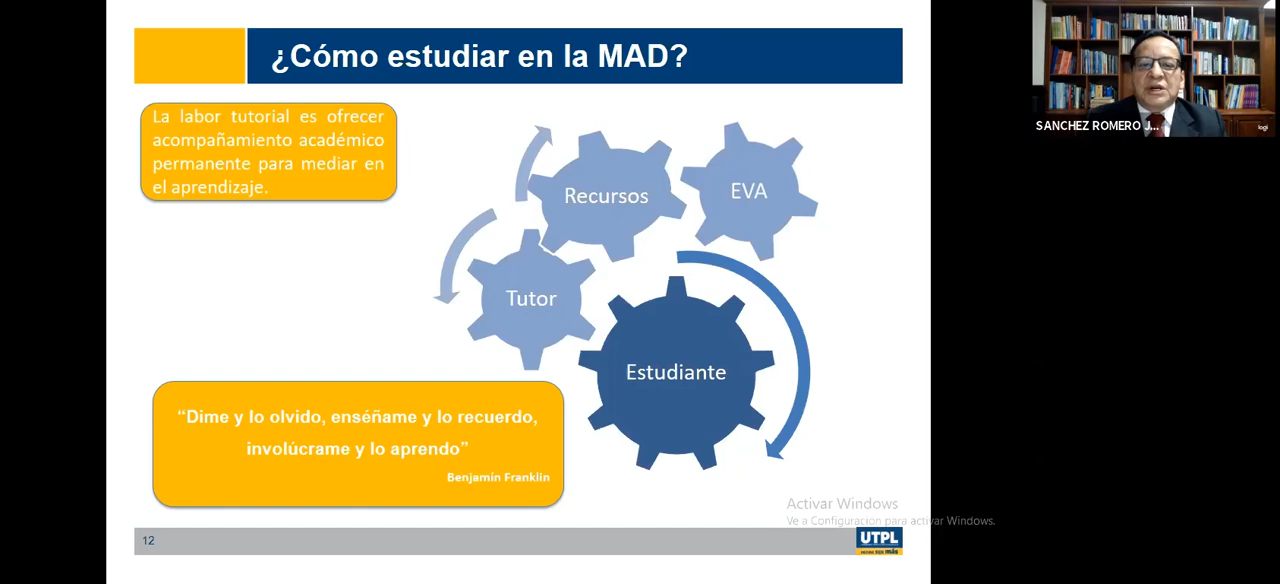 ¿Cómo estudiar en la MAD?
La labor tutorial es ofrecer
acompañamiento académico
permanente para mediar en
el aprendizaje.
Recursos
EVA
Tutor
Estudiante
“Dime y lo olvido, enséñame y lo recuerdo,
involúcrame y lo aprendo”
Benjamín Franklin
Activar Windows
Ve a Configuración para activar Windows.
12
UTPL
SANCHEZ ROMERO J...
logi